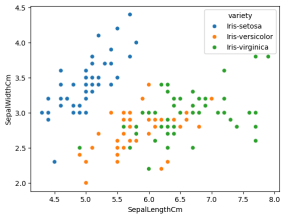 variety
Iris-setosa
Iris-versicolor
Iris-virginica
4.5
4.0
3.5
3.0
2.5
2.0
SepalWidthCm
4.5 5.0 5.5 6.0 6.5 7.0 7.5 8.0
SepalLengthCm